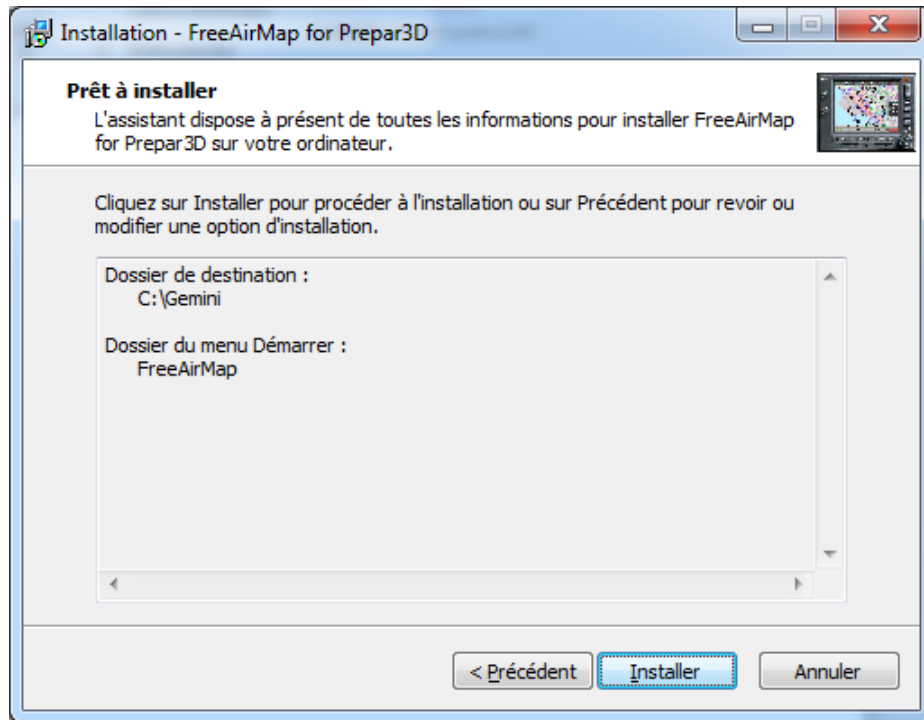 Installation - FreeAirMap for Prepar3D
Prêt à installer
L'assistant dispose à présent de toutes les informations pour installer FreeAirMap
for Prepar3D sur votre ordinateur.
Cliquez sur Installer pour procéder à l'installation ou sur Précédent pour revoir ou
modifier une option d'installation.
Dossier de destination :
C:\Gemini
Dossier du menu Démarrer :
FreeAirMap
< Précédent Installer Annuler